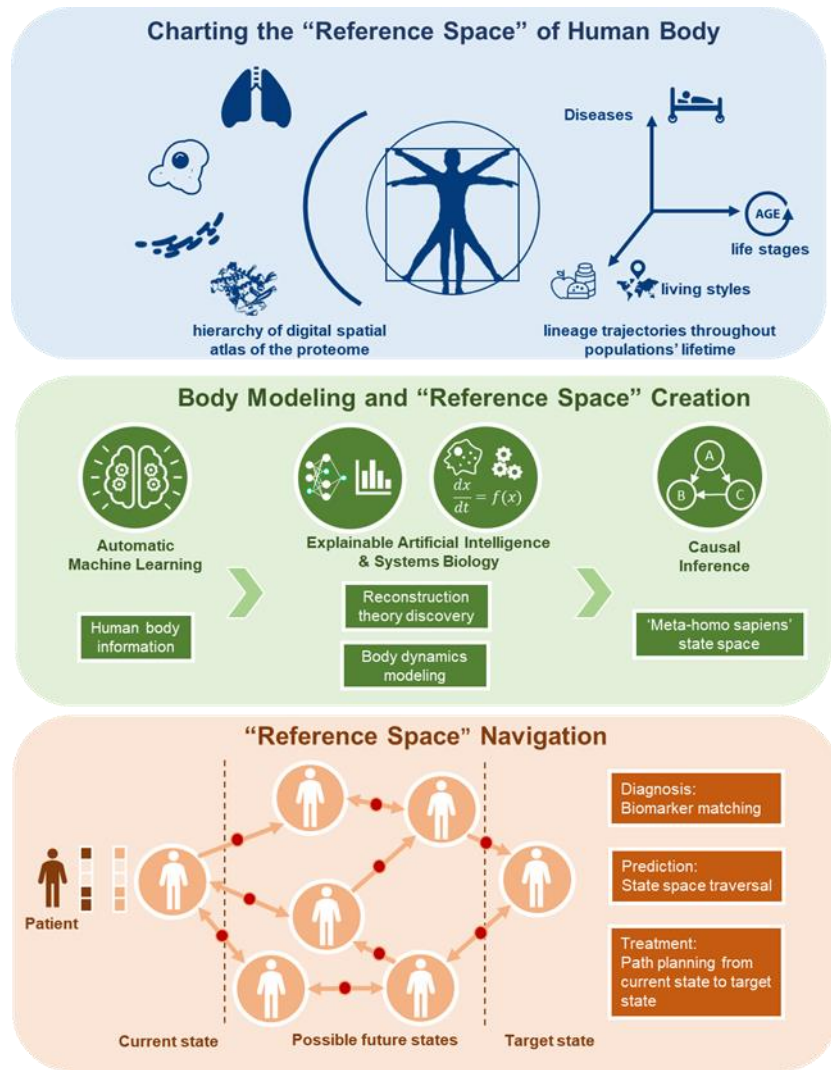 Charting the “Reference Space” of Human Body
Diseases
AGE
life stages
living styles
hierarchy of digital spatial
atlas of the proteome
lineage trajectories throughout
populations’ lifetime
Body Modeling and “Reference Space” Creation
Automatic
Machine Learning
Human body
information
dx
dt
= f(x)
Explainable Artificial Intelligence
& Systems Biology
Reconstruction
theory discovery
Body dynamics
modeling
A
B
C
Causal
Inference
‘Meta-homo sapiens’
state space
“Reference Space” Navigation
Patient
Current state
Possible future states
Target state
Diagnosis:
Biomarker matching
Prediction:
State space traversal
Treatment:
Path planning from
current state to target
state